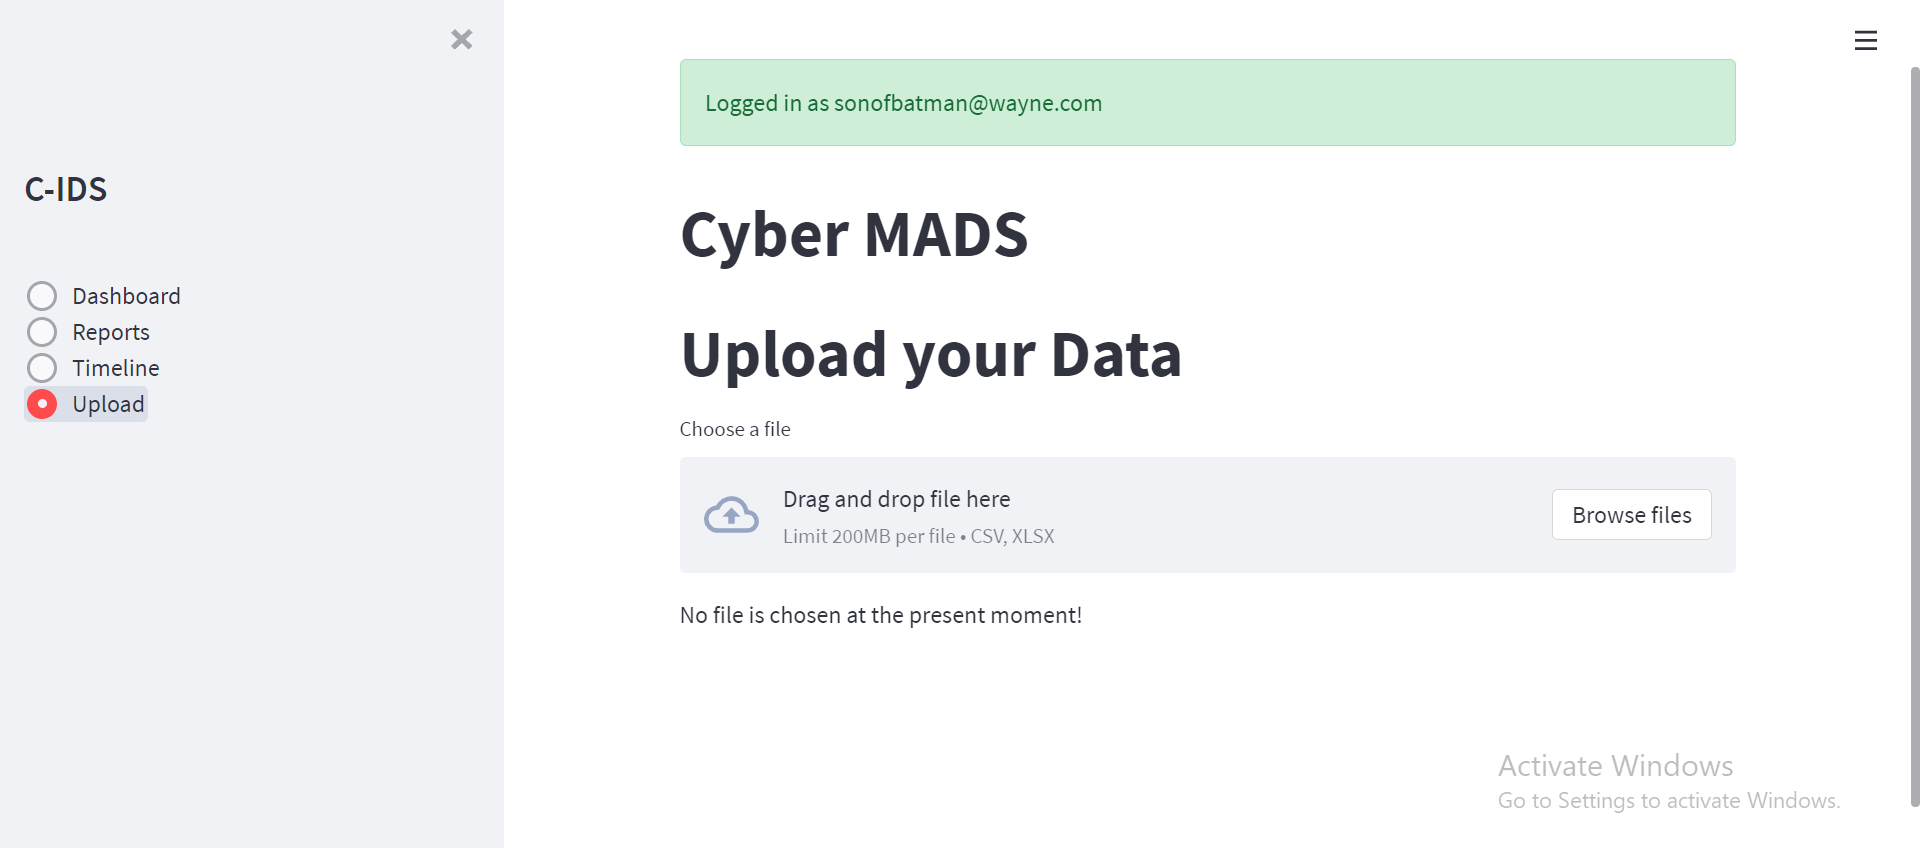 C-IDS
Dashboard
Reports
Timeline
Upload
Logged in as sonofbatman@wayne.com
Cyber MADS
Upload your Data
Choose a file
Drag and drop file here
Limit 200MB per file • CSV, XLSX
Browse files
No file is chosen at the present moment!
Activate Windows
Go to Settings to activate Windows.